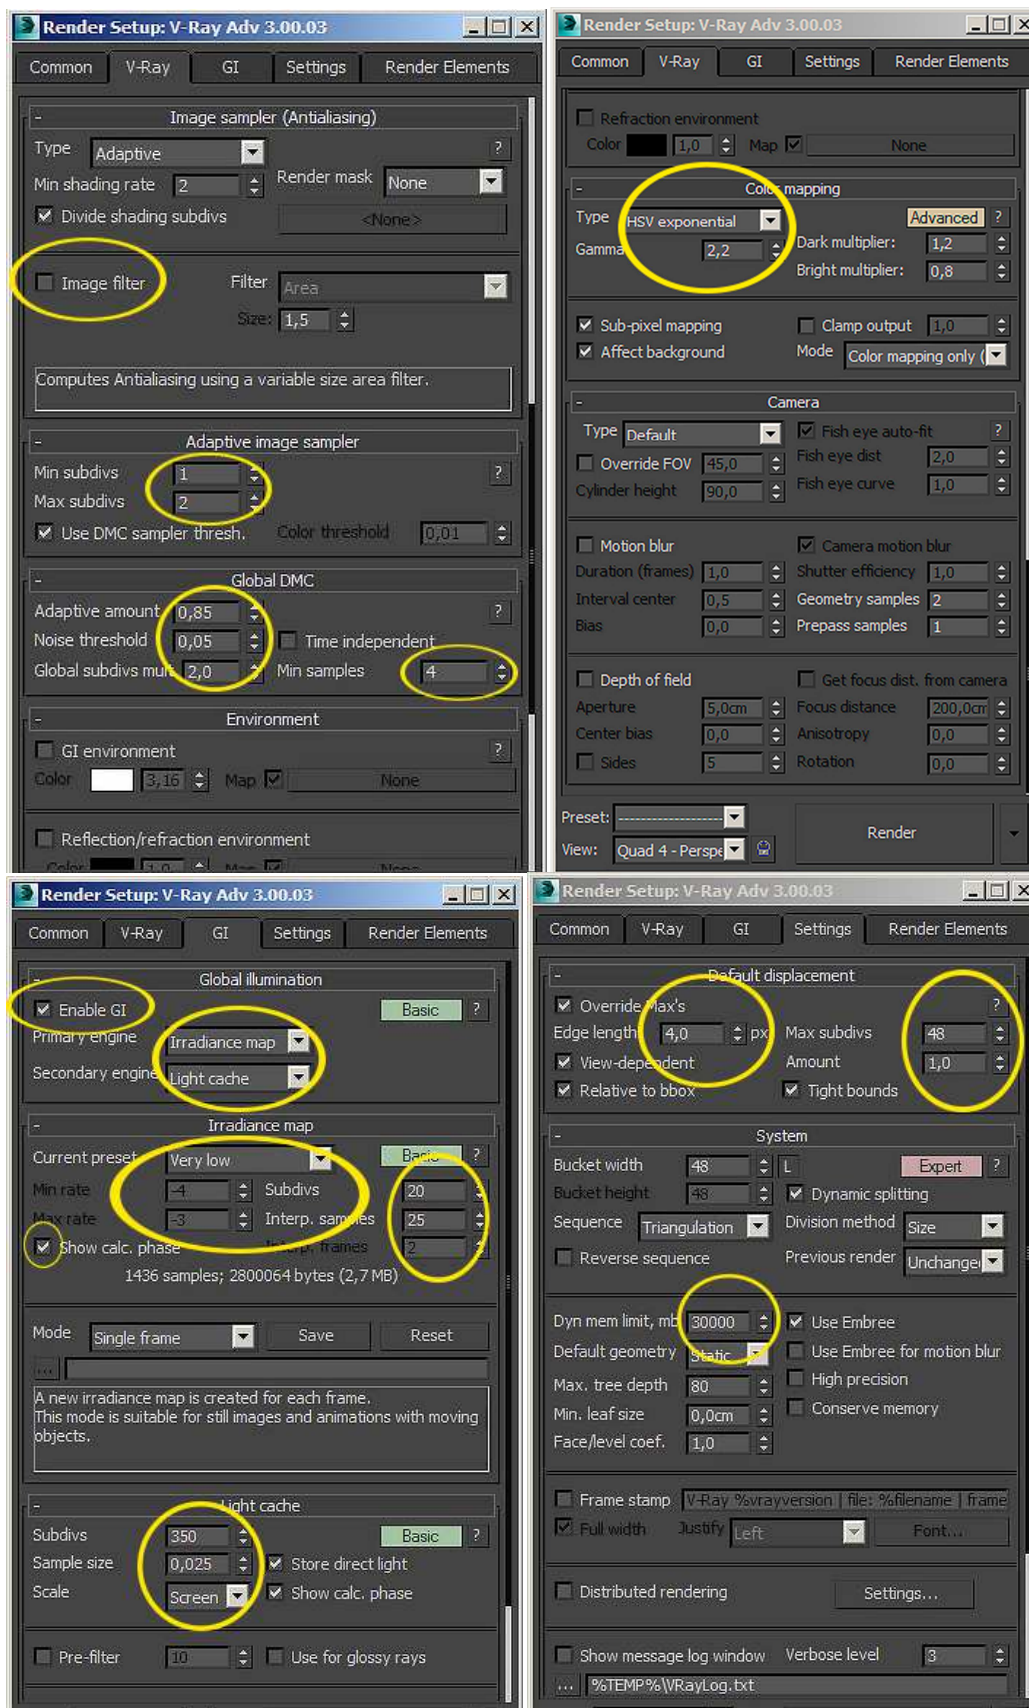 Render Setup: V-Ray Adv 3.00.03
Common V-Ray GI Settings Render Elements
- Image sampler (Antialiasing)
Type Adaptive ?
Min shading rate 2 Render mask None
Divide shading subdivs <None>
Image filter Filter Area
Size: 1,5
Computes Antialiasing using a variable size area filter.
- Adaptive image sampler
Min subdivs 1 ?
Max subdivs 2
Use DMC sampler thresh. Color threshold 0,01
- Global DMC
Adaptive amount 0,85 ?
Noise threshold 0,05 Time independent
Global subdivs mult 2,0 Min samples 4
- Environment
GI environment ?
Color 3,16 Map None
Reflection/refraction environment
Color 1,0 Map None
Render Setup: V-Ray Adv 3.00.03
Common V-Ray GI Settings Render Elements
Refraction environment
Color 1,0 Map None
- Color mapping
Type HSV exponential Advanced ?
Gamma 2,2 Dark multiplier: 1,2
Bright multiplier: 0,8
Sub-pixel mapping Clamp output 1,0
Affect background Mode Color mapping only (
- Camera
Type Default Fish eye auto-fit ?
Override FOV 45,0 Fish eye dist 2,0
Cylinder height 90,0 Fish eye curve 1,0
Motion blur Camera motion blur
Duration (frames) 1,0 Shutter efficiency 1,0
Interval center 0,5 Geometry samples 2
Bias 0,0 Prepass samples 1
Depth of field Get focus dist. from camera
Aperture 5,0cm Focus distance 200,0cm
Center bias 0,0 Anisotropy 0,0
Sides 5 Rotation 0,0
Preset: --------------------
View: Quad 4 - Perspe Render
Render Setup: V-Ray Adv 3.00.03
Common V-Ray GI Settings Render Elements
- Global illumination
Enable GI Basic ?
Primary engine Irradiance map
Secondary engine Light cache
- Irradiance map
Current preset Very low Basic ?
Min rate -4 Subdivs 20
Max rate -3 Interp. samples 25
Show calc. phase Interp. frames 2
1436 samples; 2800064 bytes (2,7 MB)
Mode Single frame Save Reset
...
A new irradiance map is created for each frame.
This mode is suitable for still images and animations with moving
objects.
- Light cache
Subdivs 350 Basic ?
Sample size 0,025 Store direct light
Scale Screen Show calc. phase
Pre-filter 10 Use for glossy rays
Render Setup: V-Ray Adv 3.00.03
Common V-Ray GI Settings Render Elements
- Default displacement
Override Max's ?
Edge length 4,0 px Max subdivs 48
View-dependent Amount 1,0
Relative to bbox Tight bounds
- System
Bucket width 48 L Expert ?
Bucket height 48 Dynamic splitting
Sequence Triangulation Division method Size
Reverse sequence Previous render Unchange
Dyn mem limit, mb 30000 Use Embree
Default geometry Static Use Embree for motion blur
Max. tree depth 80 High precision
Min. leaf size 0,0cm Conserve memory
Face/level coef. 1,0
Frame stamp V-Ray %vrayversion | file: %filename | frame
Full width Justify Left Font...
Distributed rendering Settings...
Show message log window Verbose level 3
... %TEMP%\VRayLog.txt